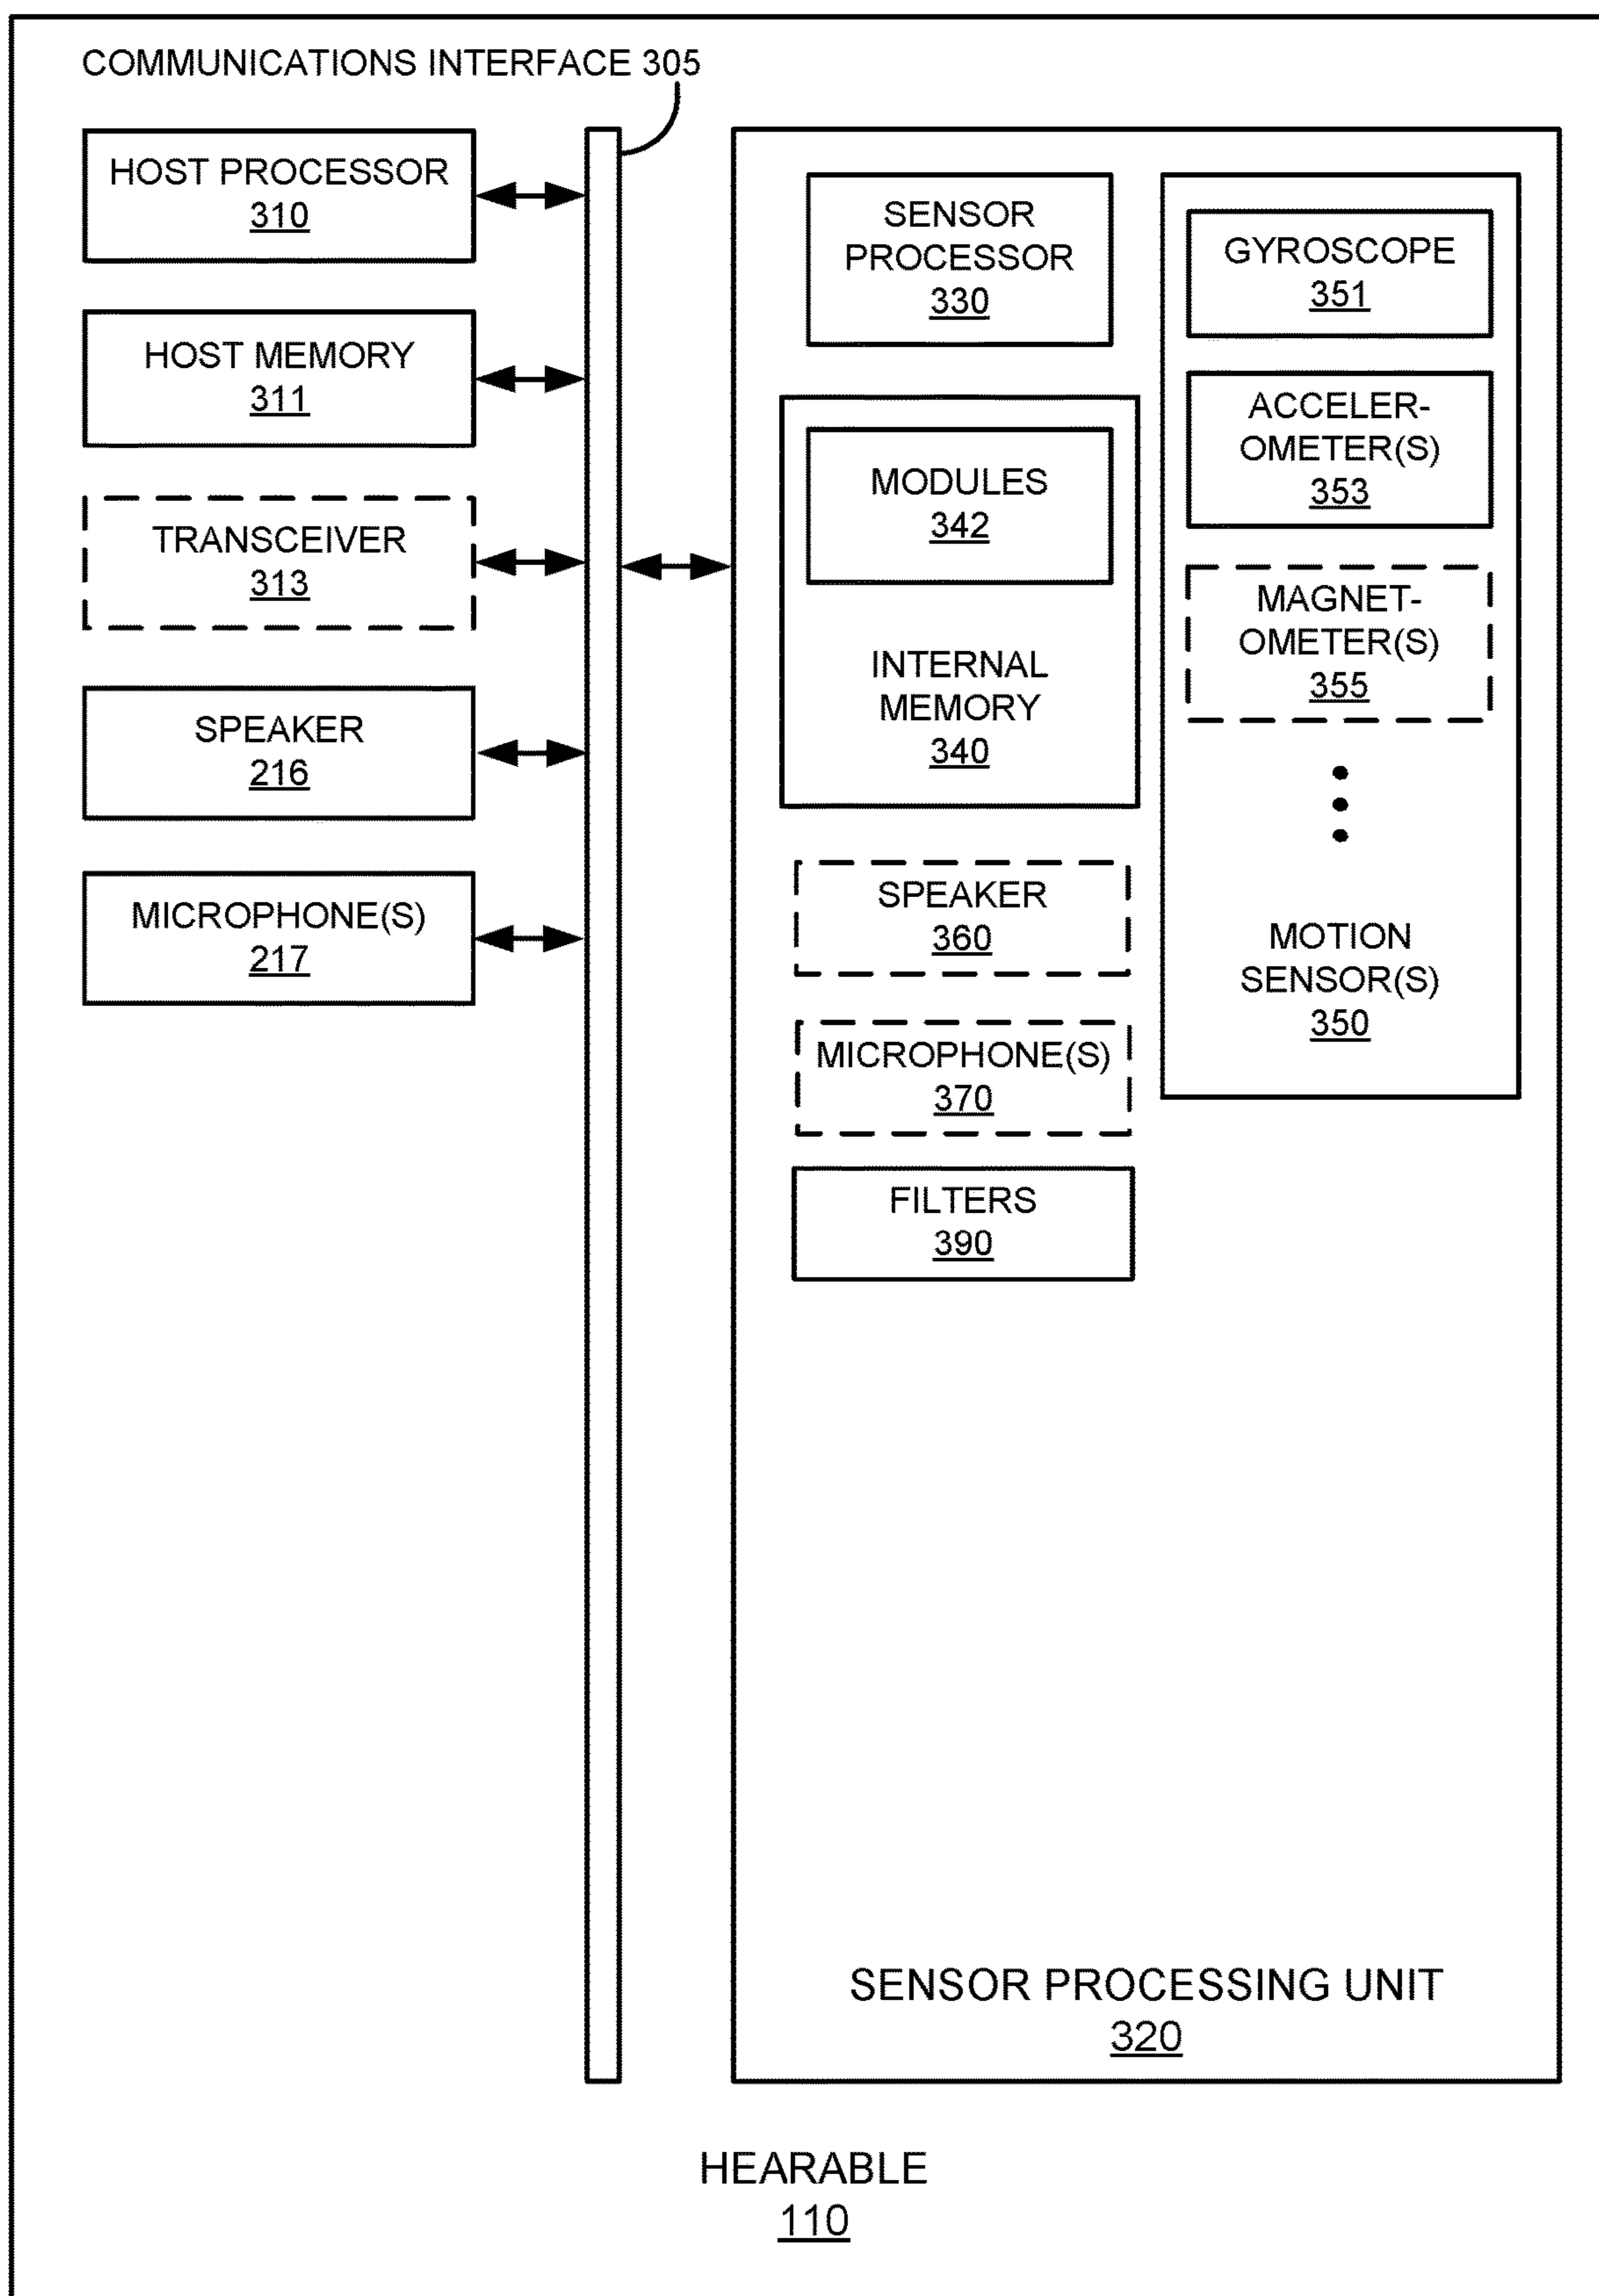 COMMUNICATIONS INTERFACE 305
HOST PROCESSOR
310
HOST MEMORY
311
TRANSCEIVER
313
SPEAKER
216
MICROPHONE(S)
217
SENSOR
PROCESSOR
330
MODULES
342
INTERNAL
MEMORY
340
SPEAKER
360
MICROPHONE(S)
370
FILTERS
390
GYROSCOPE
351
ACCELER-
OMETER(S)
353
MAGNET-
OMETER(S)
355
MOTION
SENSOR(S)
350
SENSOR PROCESSING UNIT
320
HEARABLE
110